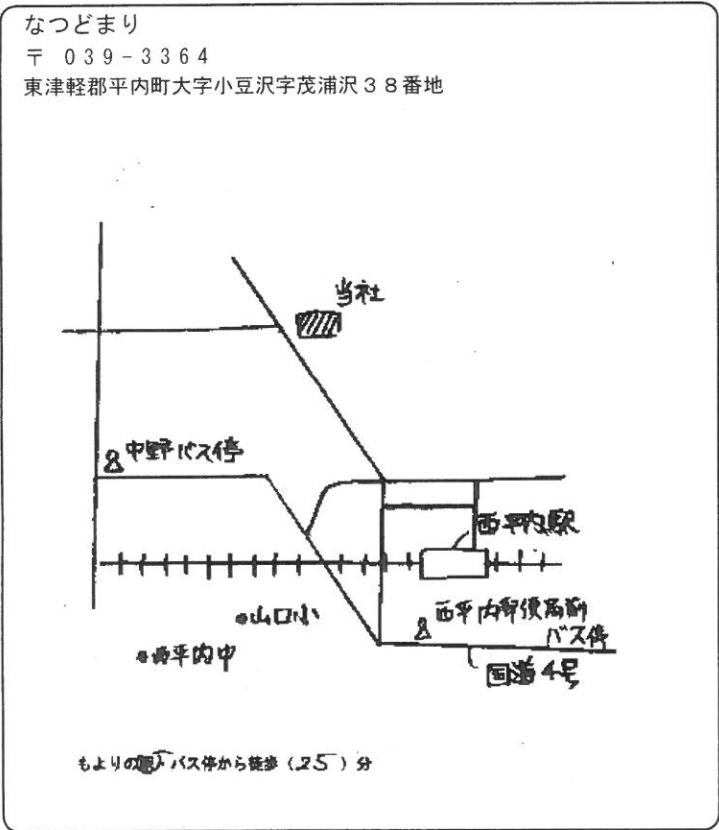 なつどまり
〒 039-3364
東津軽郡平内町大字小豆沢字茂浦沢38番地
当社
中野バス停
西平内駅
山口小
西平内郵便局前
バス停
西平内中
国道4号
もよりの駅、バス停から徒歩(25)分